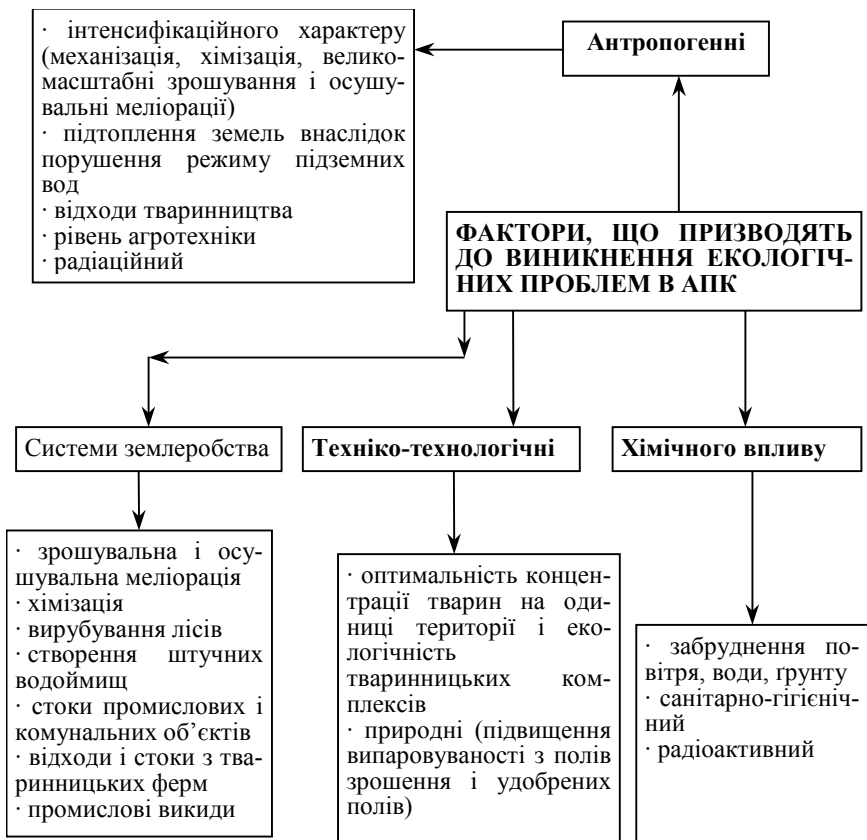 · інтенсифікаційного характеру
(механізація, хімізація, велико-
масштабні зрошування і осушу-
вальні меліорації)
· підтоплення земель внаслідок
порушення режиму підземних
вод
· відходи тваринництва
· рівень агротехніки
· радіаційний
Антропогенні
ФАКТОРИ, ЩО ПРИЗВОДЯТЬ
ДО ВИНИКНЕННЯ ЕКОЛОГІЧ-
НИХ ПРОБЛЕМ В АПК
Системи землеробства
Техніко-технологічні
Хімічного впливу
· зрошувальна і осу-
шувальна меліорація
· хімізація
· вирубування лісів
· створення штучних
водоймищ
· стоки промислових і
комунальних об’єктів
· відходи і стоки з тва-
ринницьких ферм
· промислові викиди
· оптимальність концен-
трації тварин на оди-
ниці території і еко-
логічність
тваринницьких ком-
плексів
· природні (підвищення
випаровуваності з полів
зрошення і удобрених
полів)
· забруднення по-
вітря, води, ґрунту
· санітарно-гігієніч-
ний
· радіоактивний